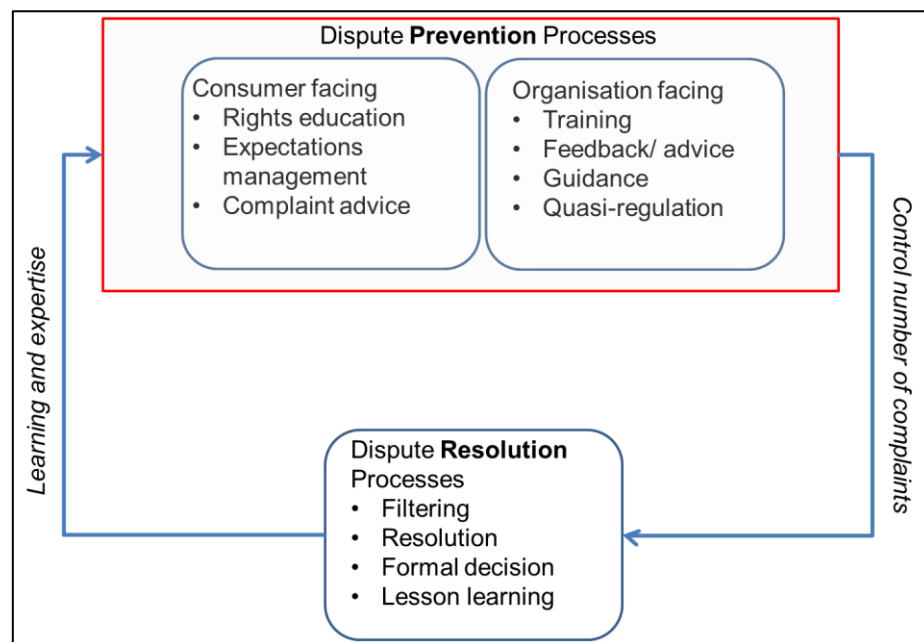 Dispute Prevention Processes
Consumer facing
• Rights education
• Expectations
management
• Complaint advice
Organisation facing
• Training
• Feedback/ advice
• Guidance
• Quasi-regulation
Learning and expertise
Control number of complaints
Dispute Resolution
Processes
• Filtering
• Resolution
• Formal decision
• Lesson learning